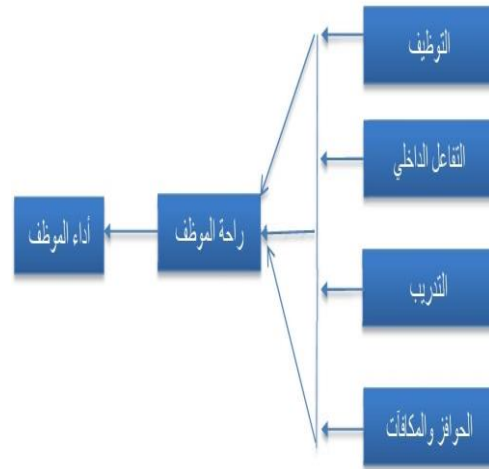 التوظيف
التفاعل الداخلي
راحة الموظف
أداء الموظف
التدريب
الحوافز والمكافآت